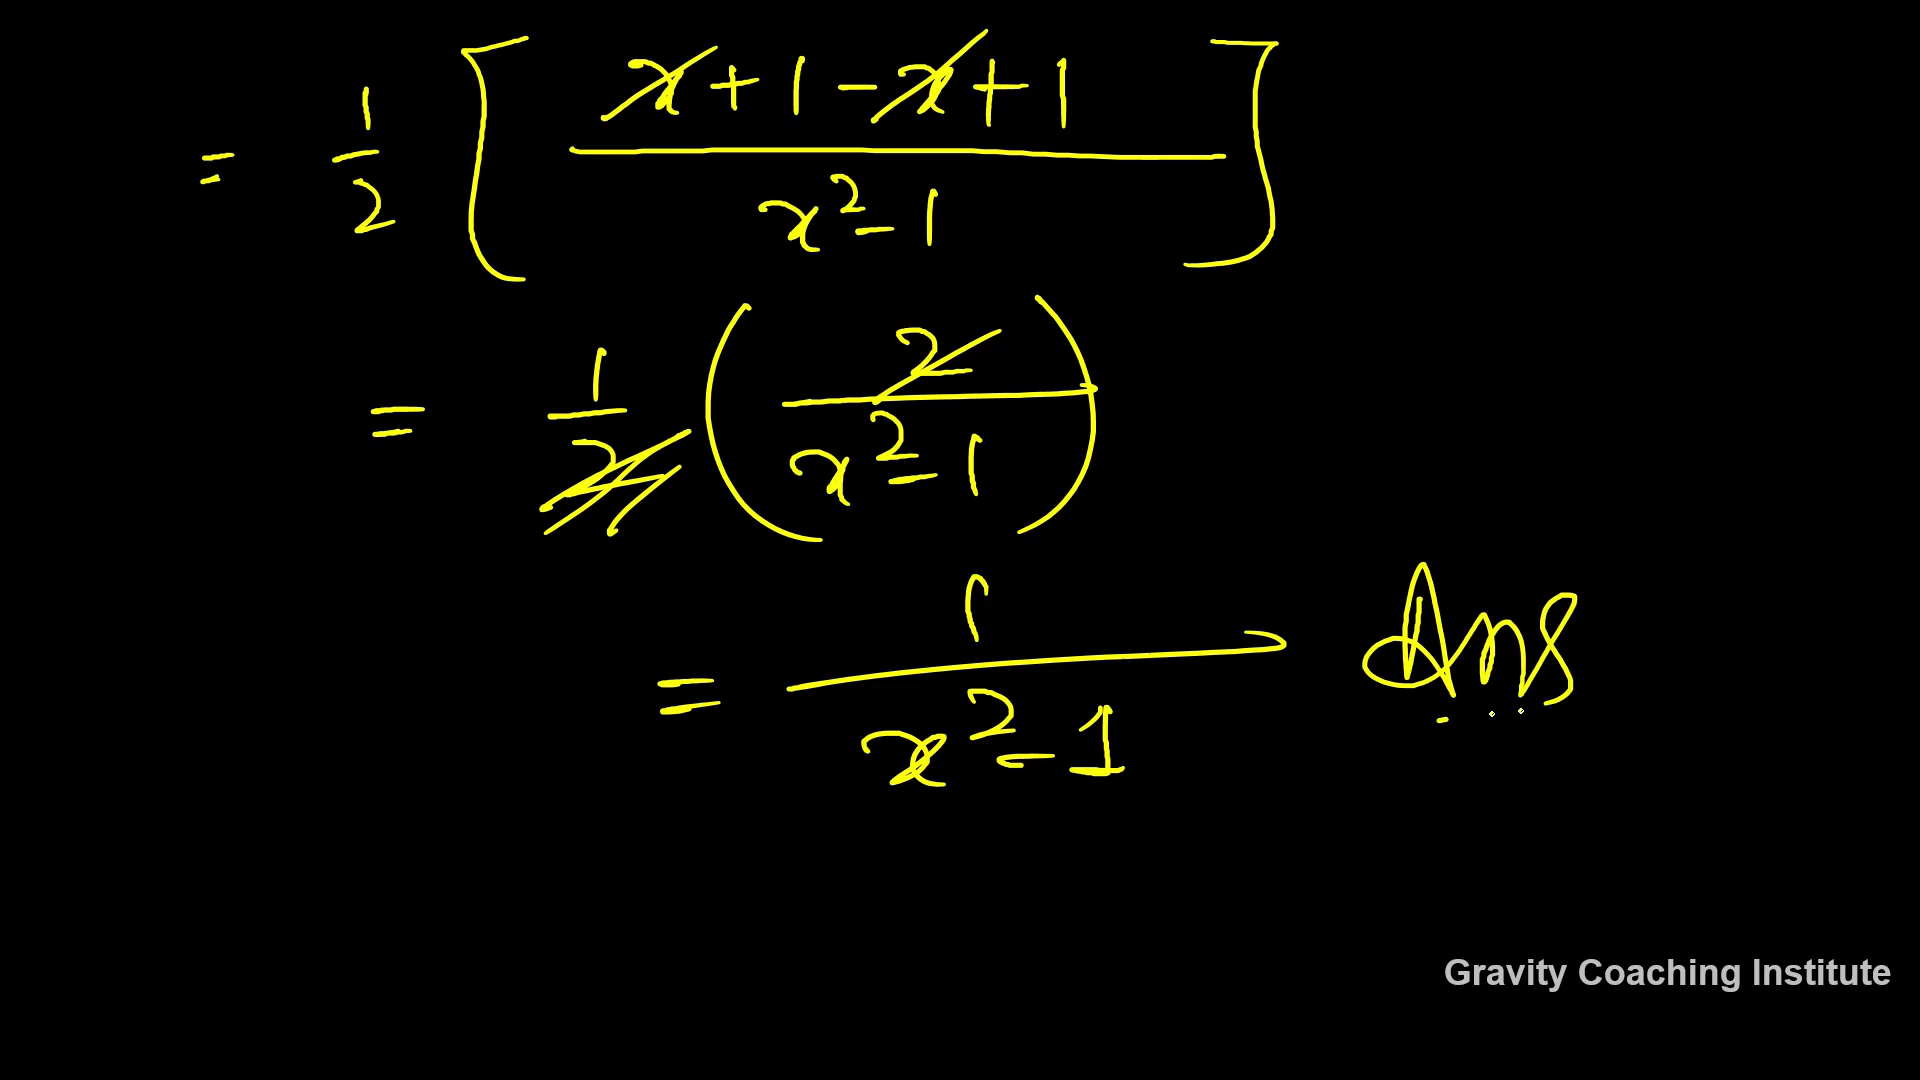 = 1/2 [ (x + 1 - x + 1) / (x² - 1) ]
= 1/2 ( 2 / (x² - 1) )
= 1 / (x² - 1) Ans
Gravity Coaching Institute